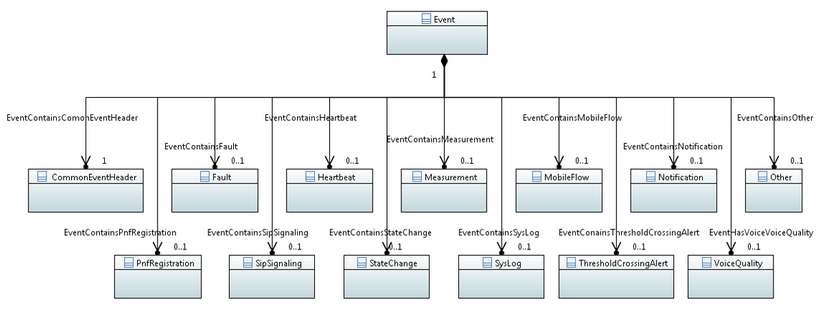 Event
1
EventContainsComonEventHeader
EventContainsHeartbeat
EventContainsMobileFlow
EventContainsOther
EventContainsFault
EventContainsMeasurement
EventContainsNotification
1
0..1
0..1
0..1
0..1
0..1
0..1
CommonEventHeader
Fault
Heartbeat
Measurement
MobileFlow
Notification
Other
EventContainsPnfRegistration
EventContainsSipSignaling
EventContainsStateChange
EventContainsSysLog
EventConainsThresholdCrossingAlert
EventHasVoiceVoiceQuality
0..1
0..1
0..1
0..1
0..1
0..1
PnfRegistration
SipSignaling
StateChange
SysLog
ThresholdCrossingAlert
VoiceQuality